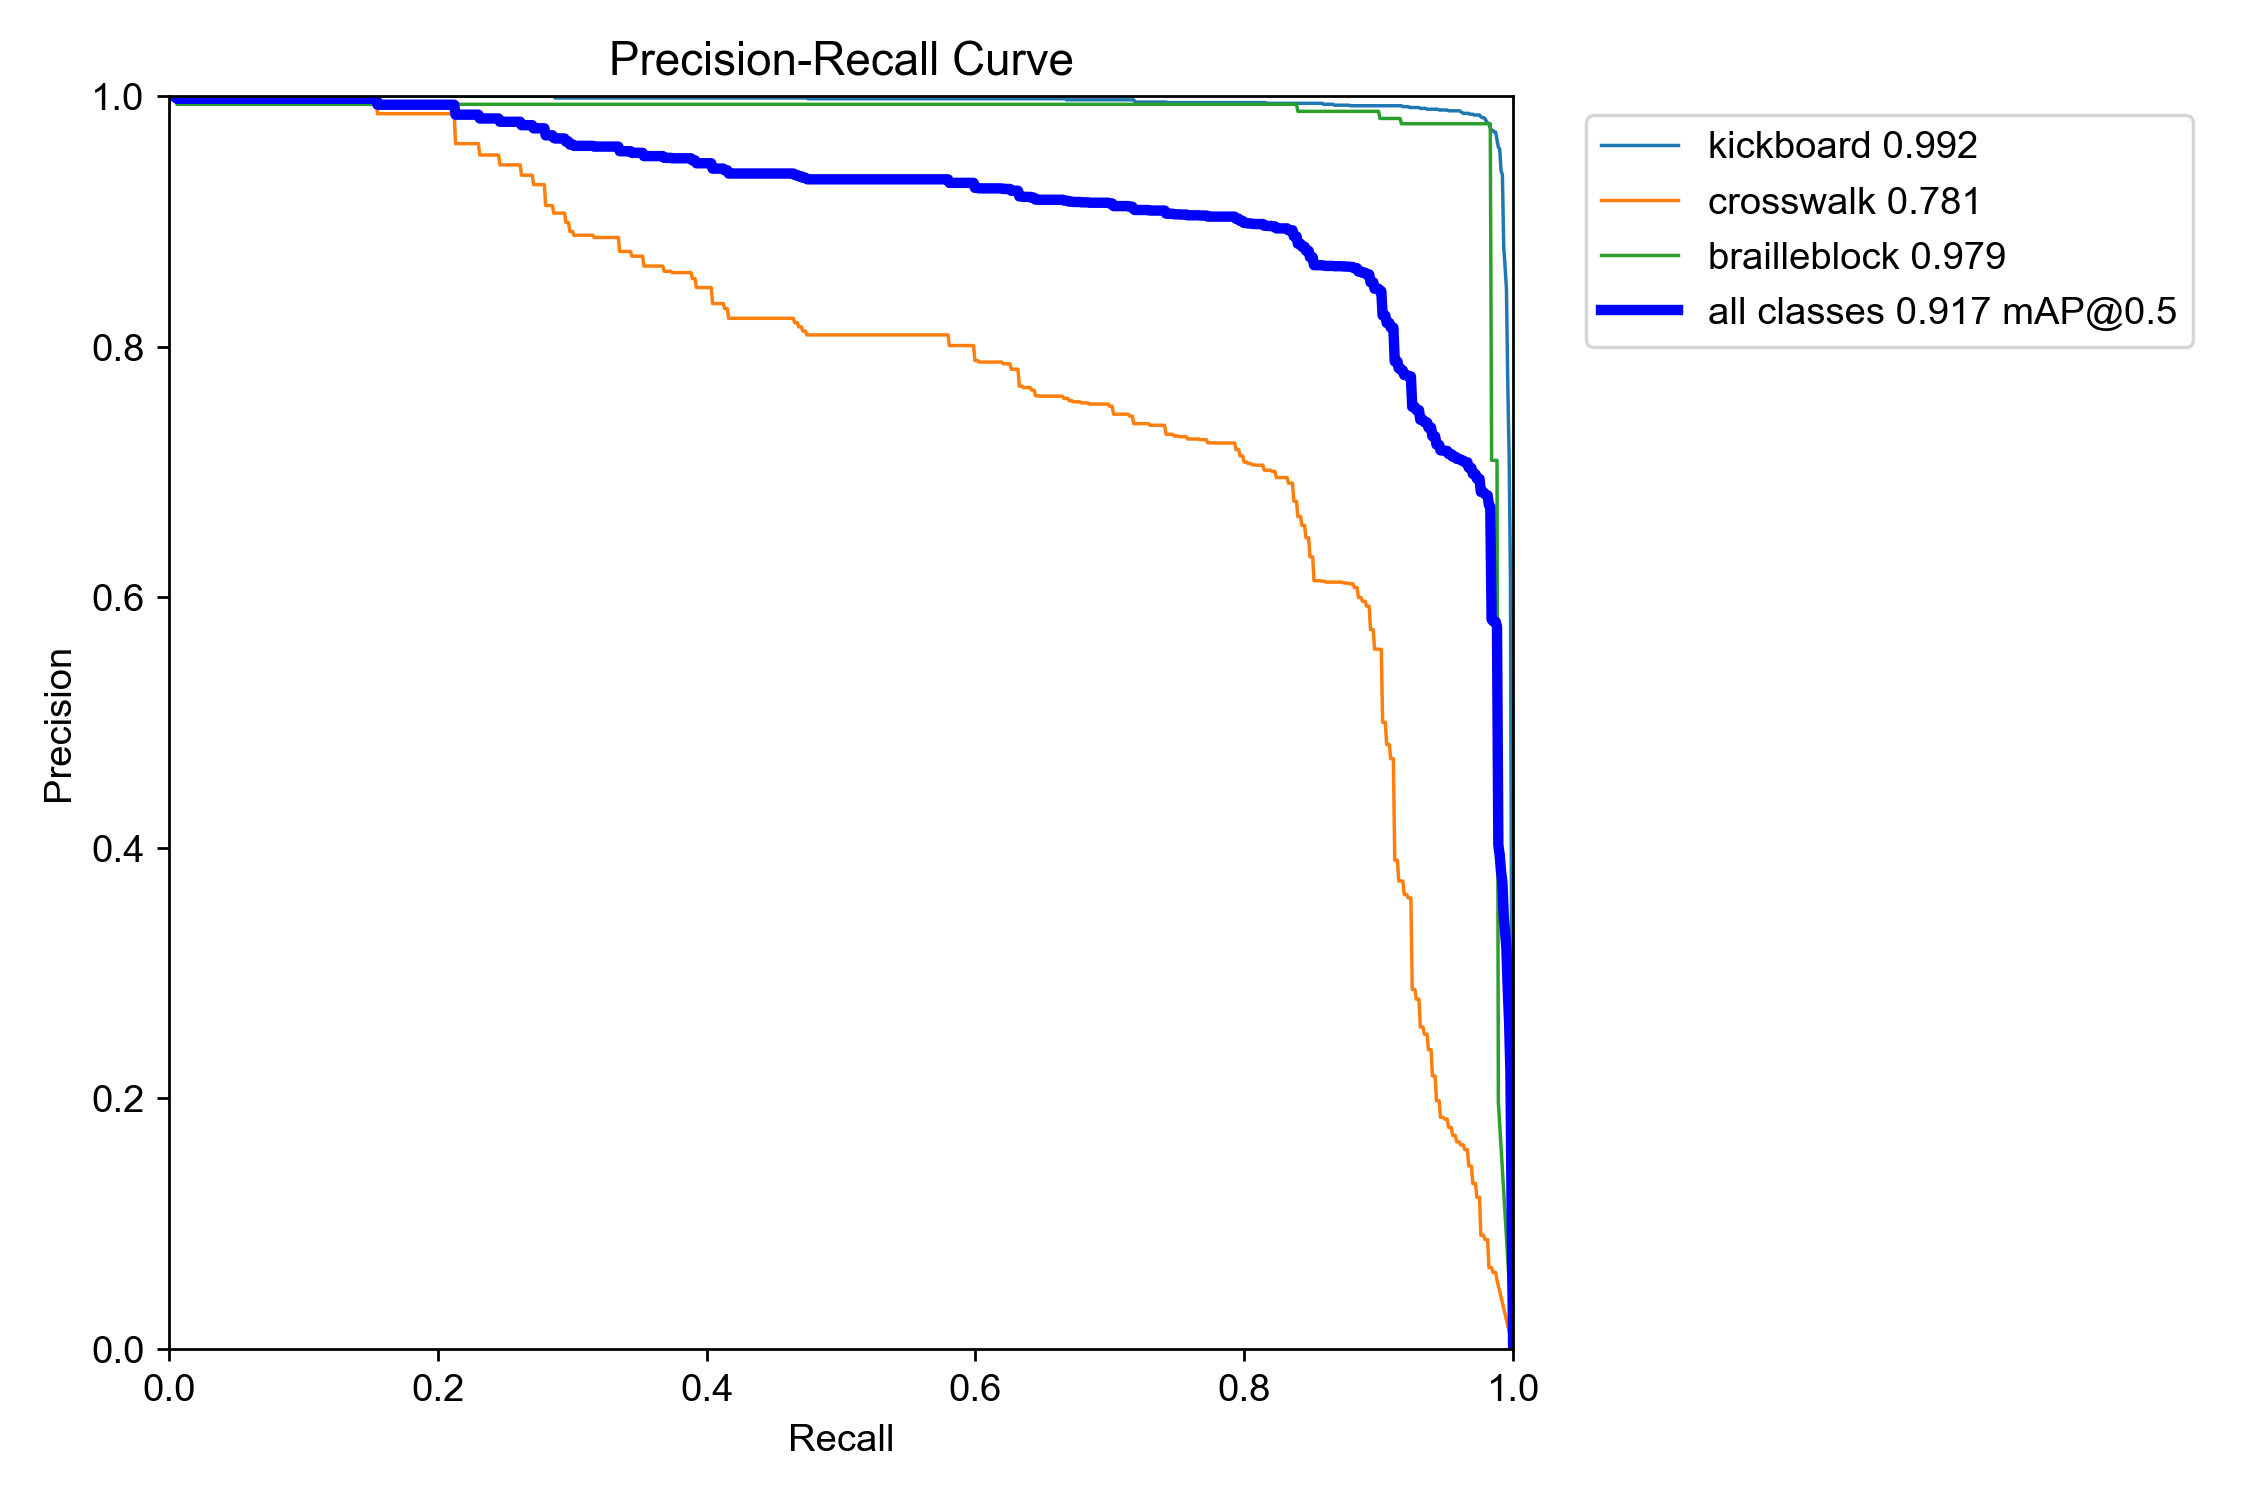 Precision-Recall Curve
1.0
0.8
0.6
0.4
0.2
0.0
Precision
0.0 0.2 0.4 0.6 0.8 1.0
Recall
kickboard 0.992
crosswalk 0.781
brailleblock 0.979
all classes 0.917 mAP@0.5